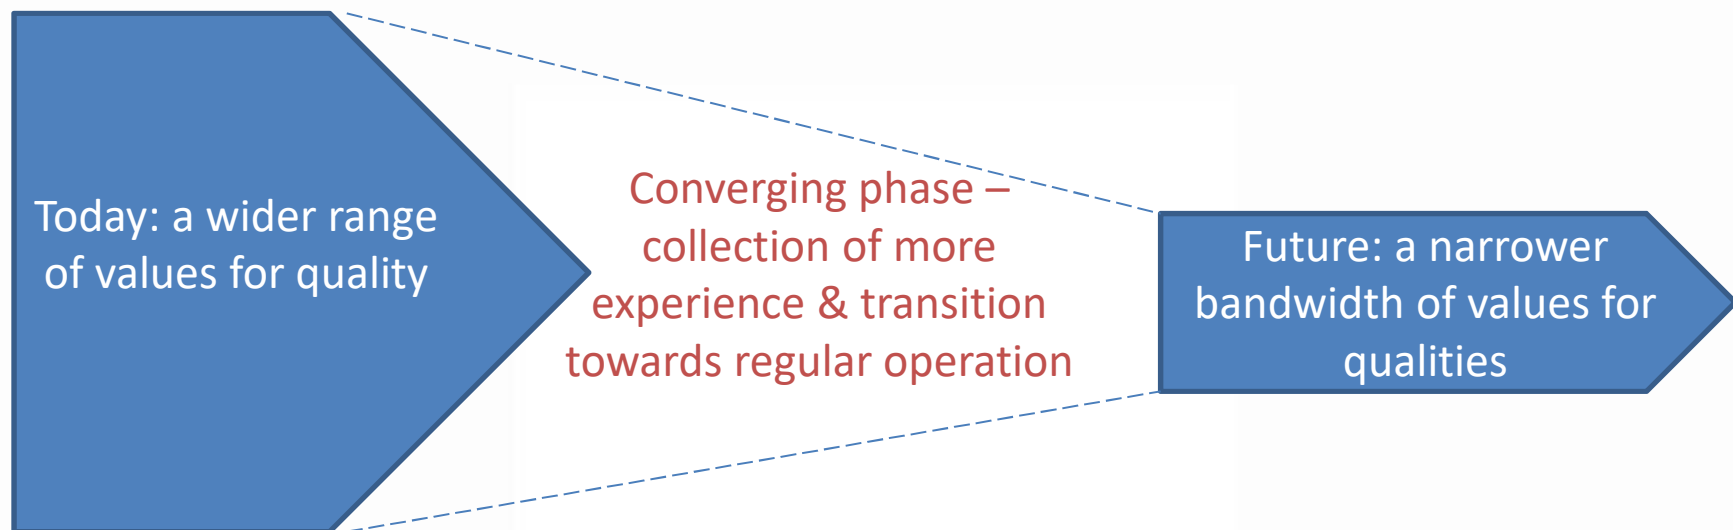 Today: a wider range
of values for quality
Converging phase –
collection of more
experience & transition
towards regular operation
Future: a narrower
bandwidth of values for
qualities